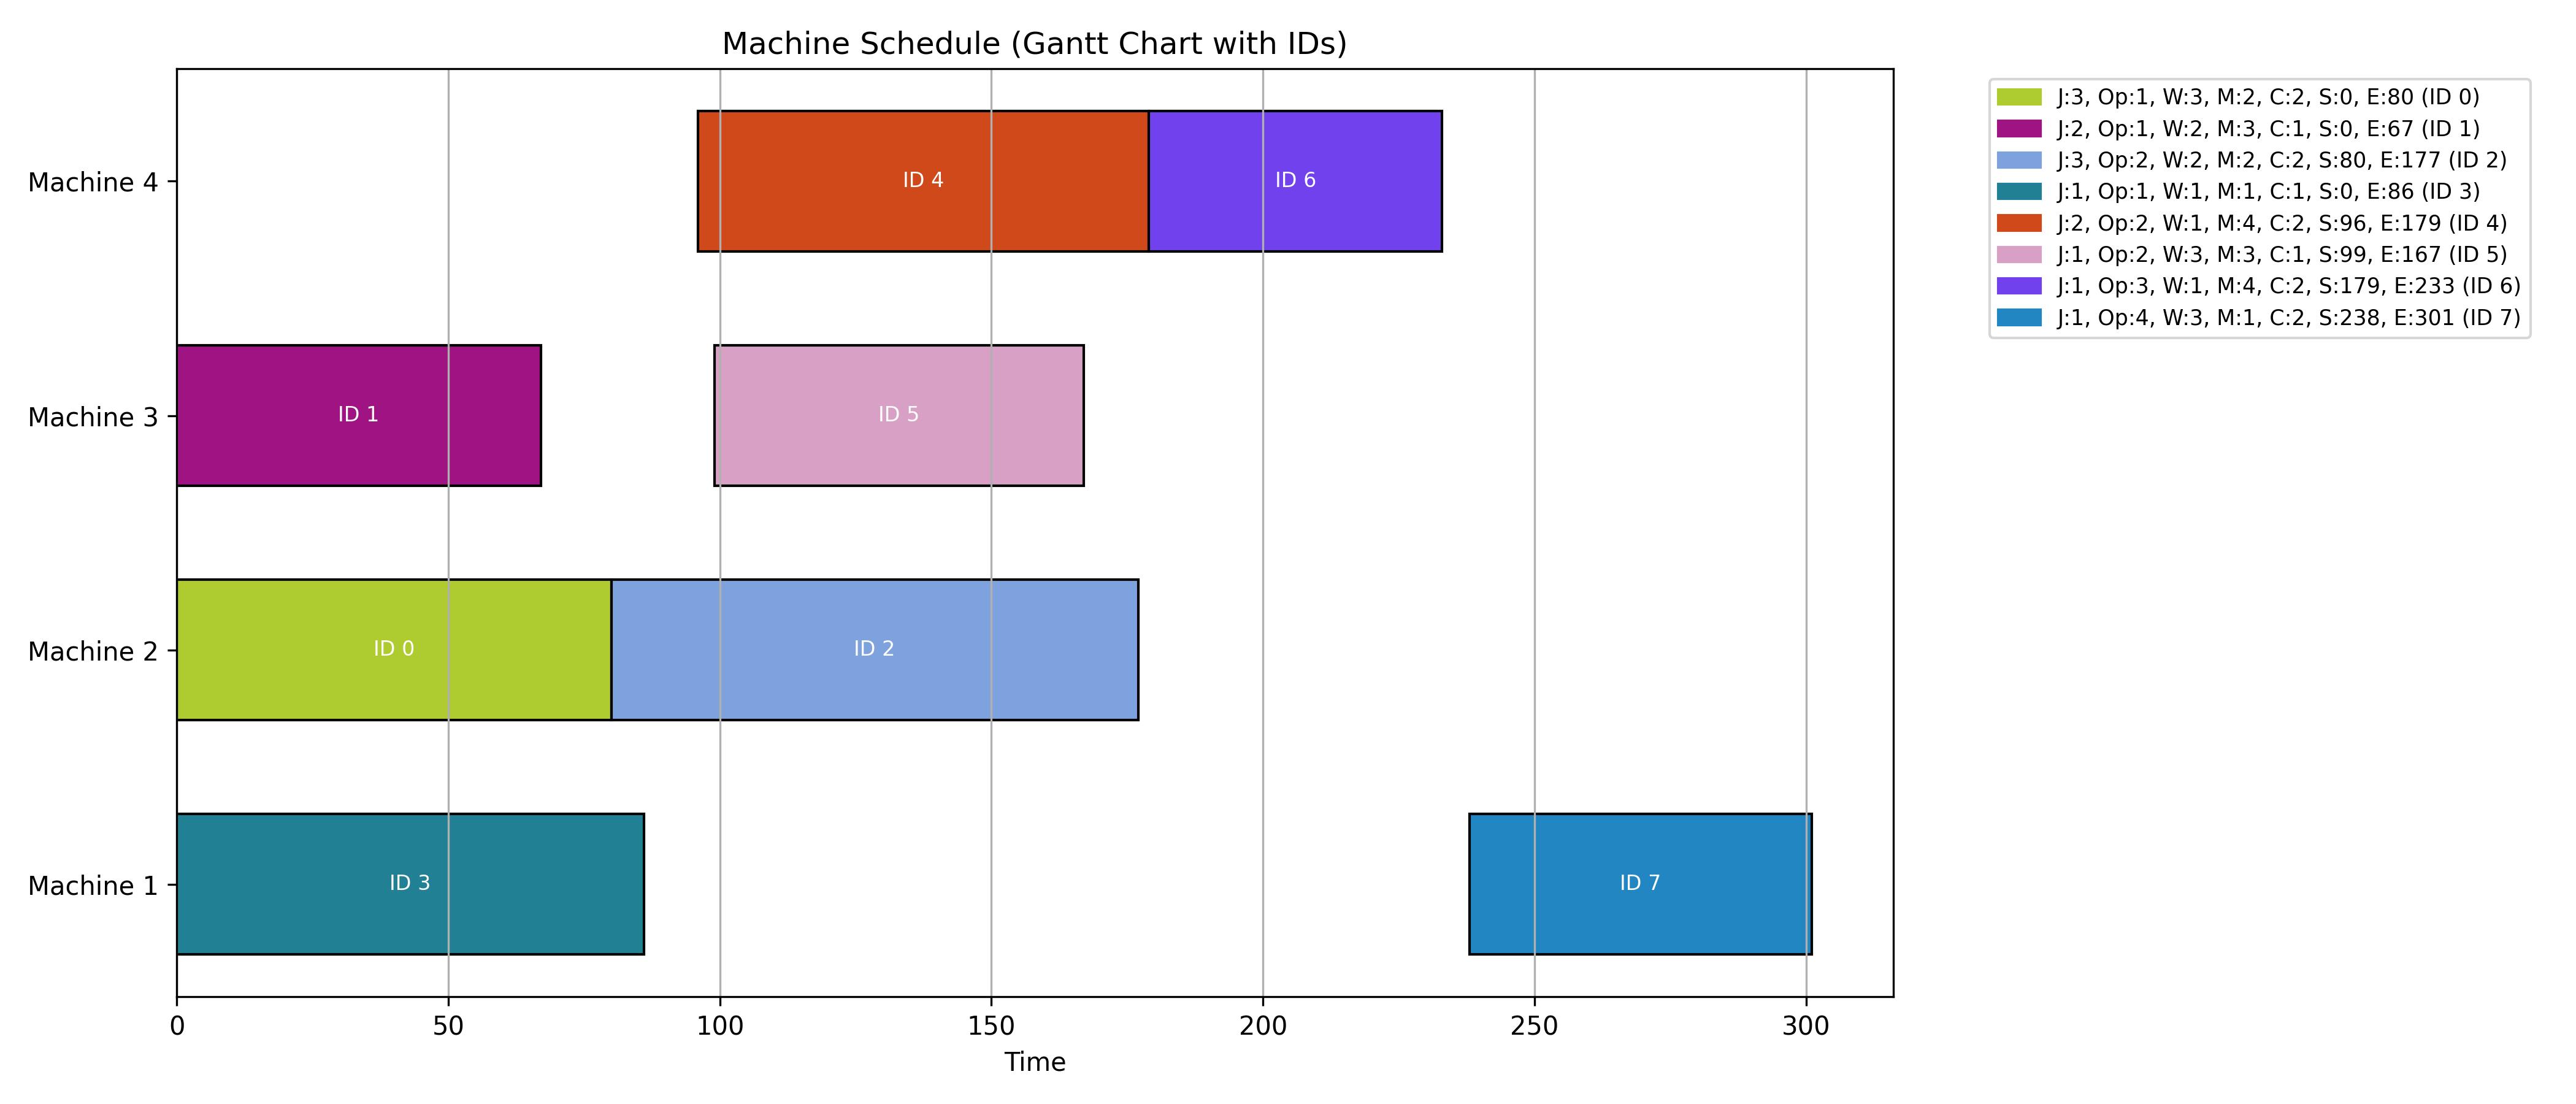 Machine Schedule (Gantt Chart with IDs)
Machine 4
Machine 3
Machine 2
Machine 1
ID 4
ID 6
ID 1
ID 5
ID 0
ID 2
ID 3
ID 7
0
50
100
150
200
250
300
Time
J:3, Op:1, W:3, M:2, C:2, S:0, E:80 (ID 0)
J:2, Op:1, W:2, M:3, C:1, S:0, E:67 (ID 1)
J:3, Op:2, W:2, M:2, C:2, S:80, E:177 (ID 2)
J:1, Op:1, W:1, M:1, C:1, S:0, E:86 (ID 3)
J:2, Op:2, W:1, M:4, C:2, S:96, E:179 (ID 4)
J:1, Op:2, W:3, M:3, C:1, S:99, E:167 (ID 5)
J:1, Op:3, W:1, M:4, C:2, S:179, E:233 (ID 6)
J:1, Op:4, W:3, M:1, C:2, S:238, E:301 (ID 7)